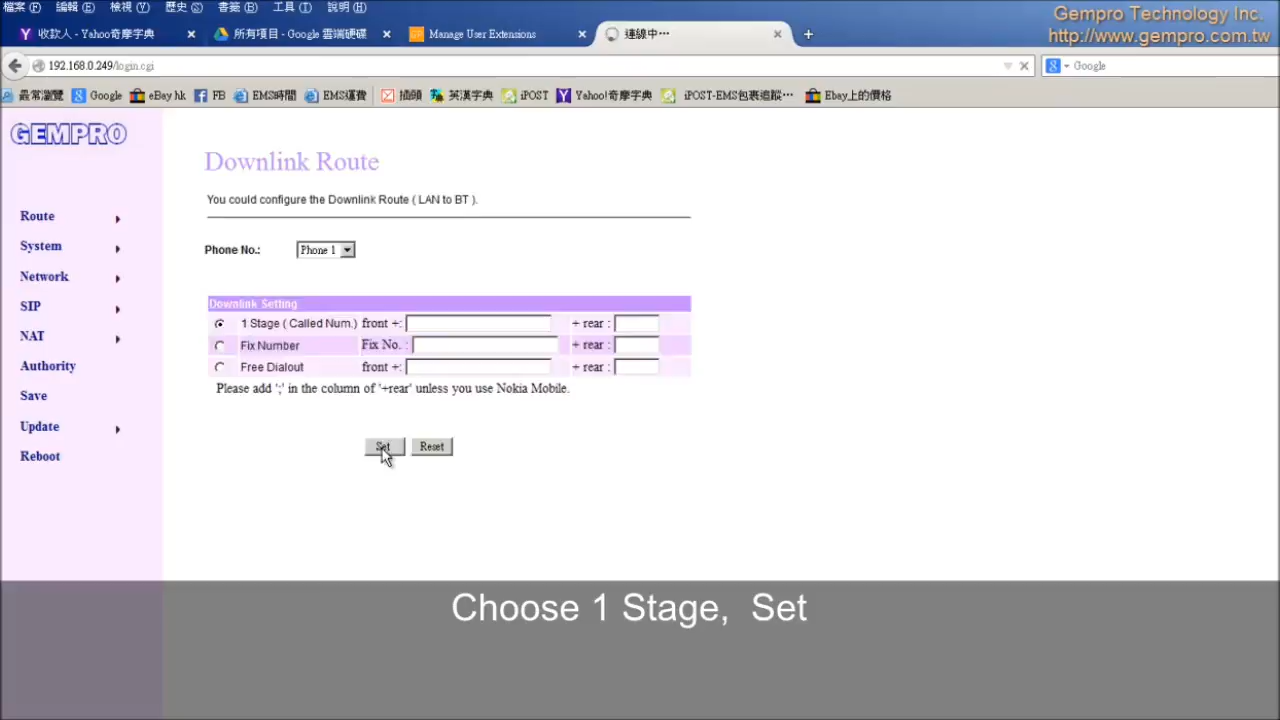 檔案 (F) 編輯 (E) 檢視 (V) 歷史 (S) 書籤 (B) 工具 (T) 說明 (H)
Gempro Technology Inc.
http://www.gempro.com.tw
收款人 - Yahoo奇摩字典 × 所有項目 - Google 雲端硬碟 × Manage User Extensions × 連線中… × +
192.168.0.249/login.cgi
Google
最常瀏覽 Google eBay hk FB EMS時間 EMS運費 插頭 英漢字典 iPOST Yahoo!奇摩字典 iPOST-EMS包裹追蹤… Ebay上的價格
GEMPRO
Downlink Route
You could configure the Downlink Route ( LAN to BT ).
Route
System
Network
SIP
NAT
Authority
Save
Update
Reboot
Phone No.: Phone 1
Downlink Setting
1 Stage ( Called Num.) front +: + rear :
Fix Number Fix No. : + rear :
Free Dialout front +: + rear :
Please add ';' in the column of '+rear' unless you use Nokia Mobile.
Set Reset
Choose 1 Stage, Set